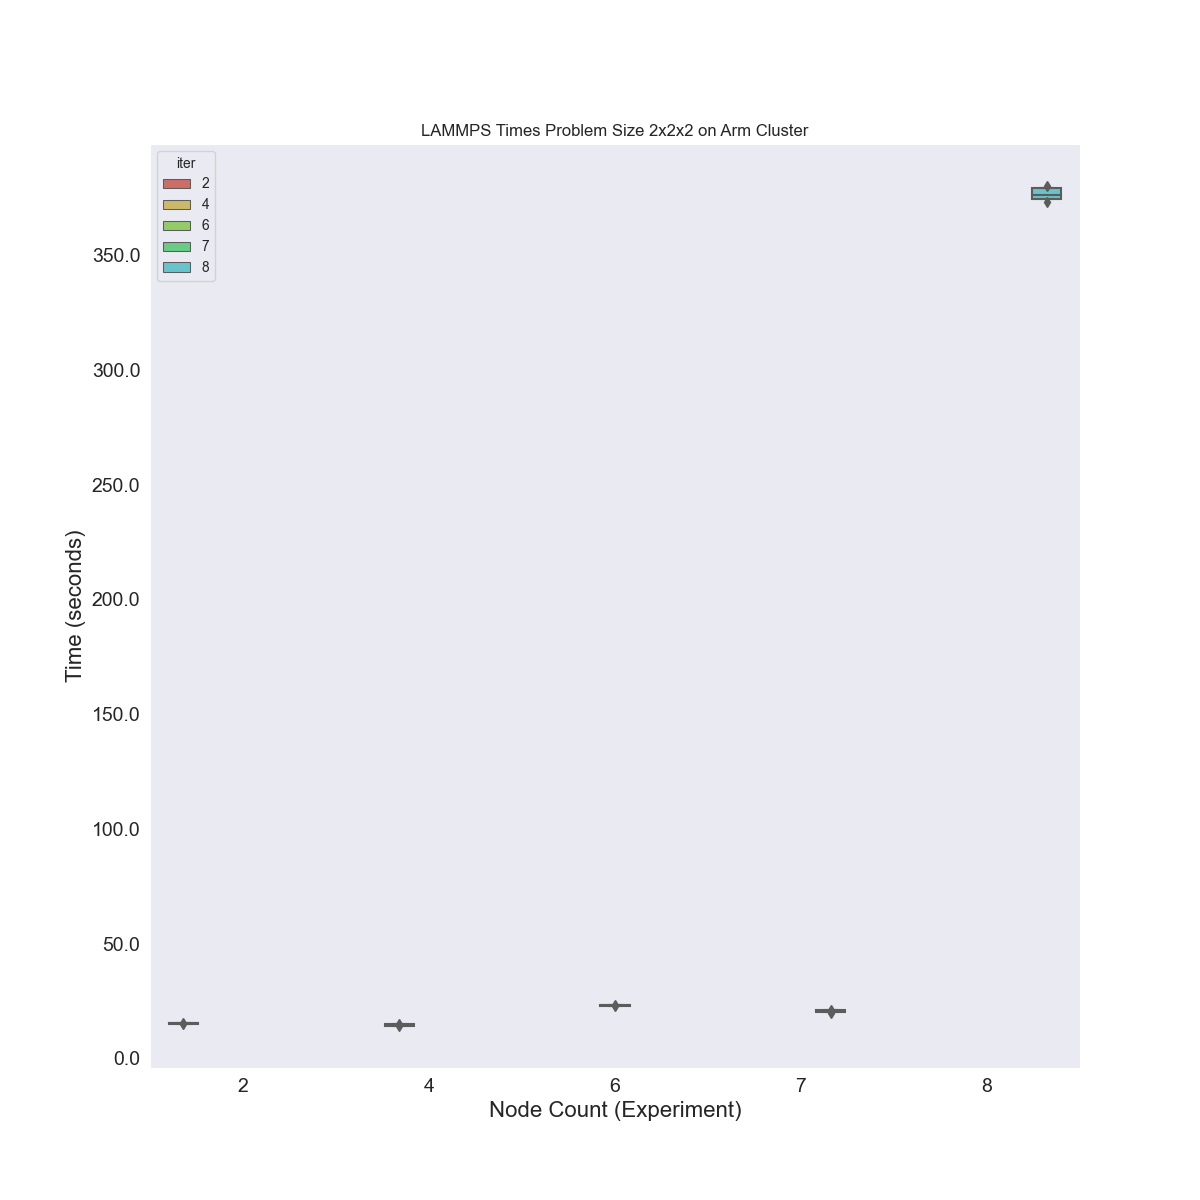 LAMMPS Times Problem Size 2x2x2 on Arm Cluster
iter
2
4
6
7
8
350.0
300.0
250.0
200.0
150.0
100.0
50.0
0.0
Time (seconds)
2 4 6 7 8
Node Count (Experiment)